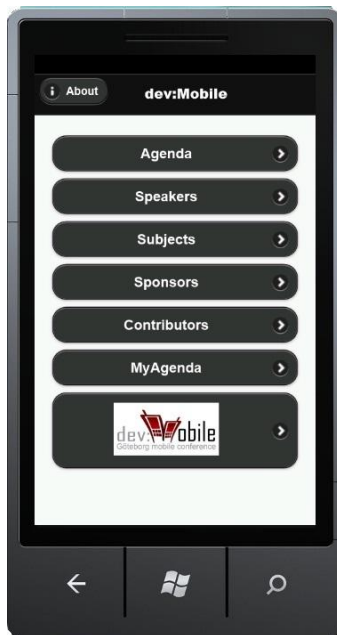 About
dev:Mobile
Agenda
Speakers
Subjects
Sponsors
Contributors
MyAgenda
dev:Mobile
Göteborg mobile conference